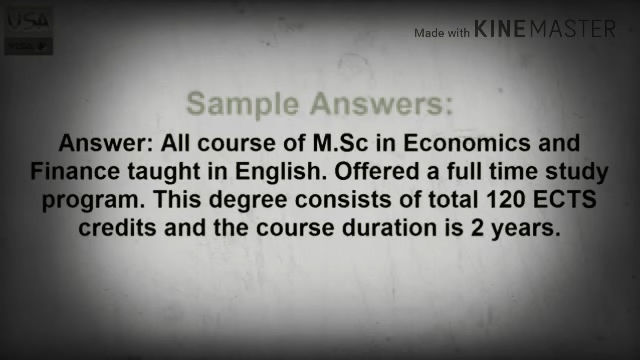 USA
VISA
Made with KINEMASTER
Sample Answers:
Answer: All course of M.Sc in Economics and
Finance taught in English. Offered a full time study
program. This degree consists of total 120 ECTS
credits and the course duration is 2 years.